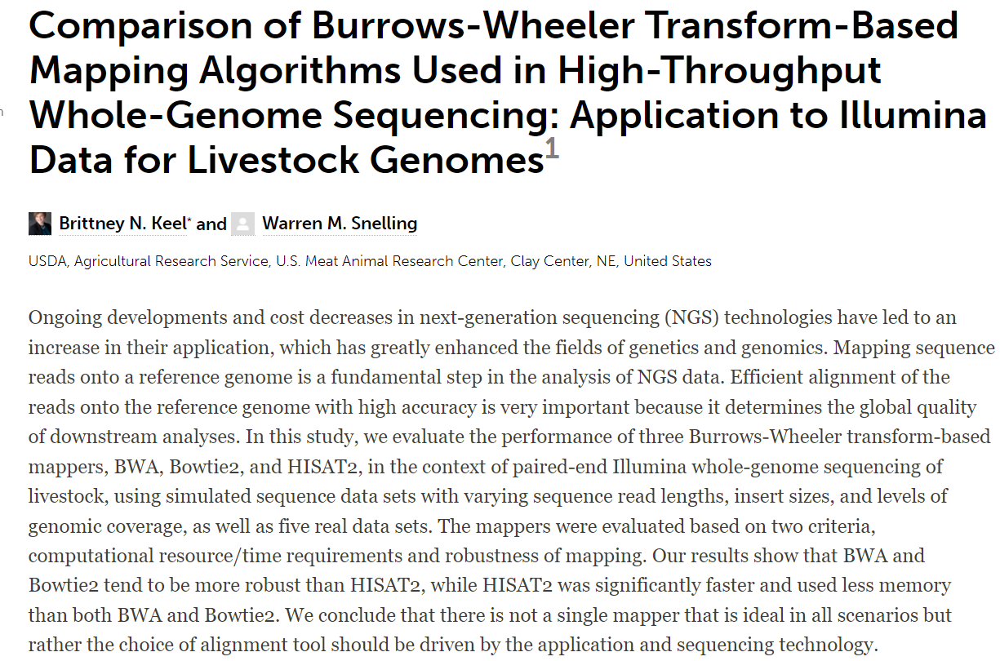 Comparison of Burrows-Wheeler Transform-Based
Mapping Algorithms Used in High-Throughput
Whole-Genome Sequencing: Application to Illumina
Data for Livestock Genomes1
Brittney N. Keel* and Warren M. Snelling
USDA, Agricultural Research Service, U.S. Meat Animal Research Center, Clay Center, NE, United States
Ongoing developments and cost decreases in next-generation sequencing (NGS) technologies have led to an
increase in their application, which has greatly enhanced the fields of genetics and genomics. Mapping sequence
reads onto a reference genome is a fundamental step in the analysis of NGS data. Efficient alignment of the
reads onto the reference genome with high accuracy is very important because it determines the global quality
of downstream analyses. In this study, we evaluate the performance of three Burrows-Wheeler transform-based
mappers, BWA, Bowtie2, and HISAT2, in the context of paired-end Illumina whole-genome sequencing of
livestock, using simulated sequence data sets with varying sequence read lengths, insert sizes, and levels of
genomic coverage, as well as five real data sets. The mappers were evaluated based on two criteria,
computational resource/time requirements and robustness of mapping. Our results show that BWA and
Bowtie2 tend to be more robust than HISAT2, while HISAT2 was significantly faster and used less memory
than both BWA and Bowtie2. We conclude that there is not a single mapper that is ideal in all scenarios but
rather the choice of alignment tool should be driven by the application and sequencing technology.